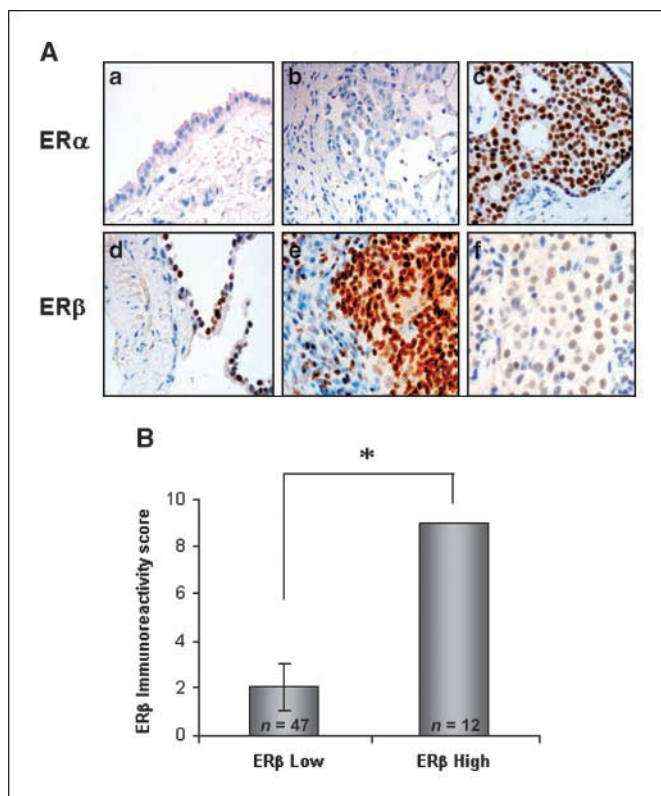 A
a b c
ERα
d e f
ERβ
B
*
ERβ Immunoreactivity score
10
8
6
4
2
0
n = 47 n = 12
ERβ Low ERβ High